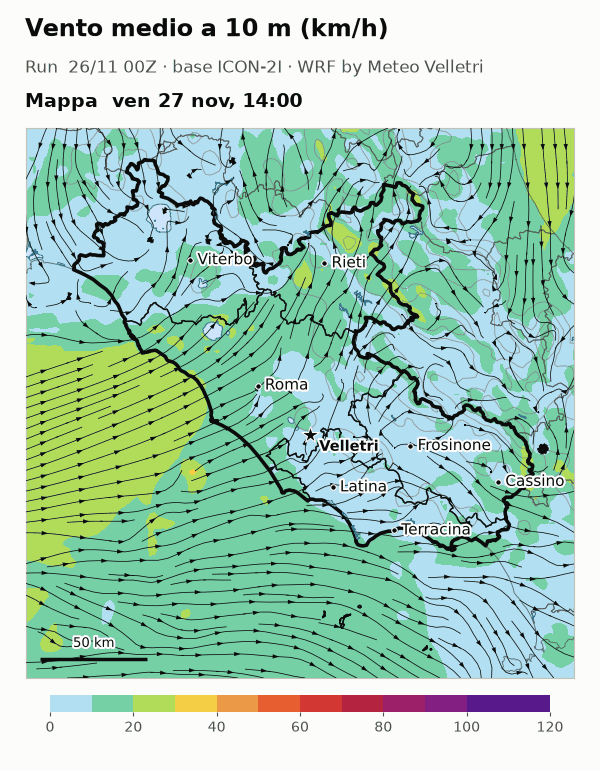 Vento medio a 10 m (km/h)
Run 26/11 00Z · base ICON-2I · WRF by Meteo Velletri
Mappa ven 27 nov, 14:00
Viterbo
Rieti
Roma
Velletri
Frosinone
Cassino
Latina
Terracina
50 km
0 20 40 60 80 100 120